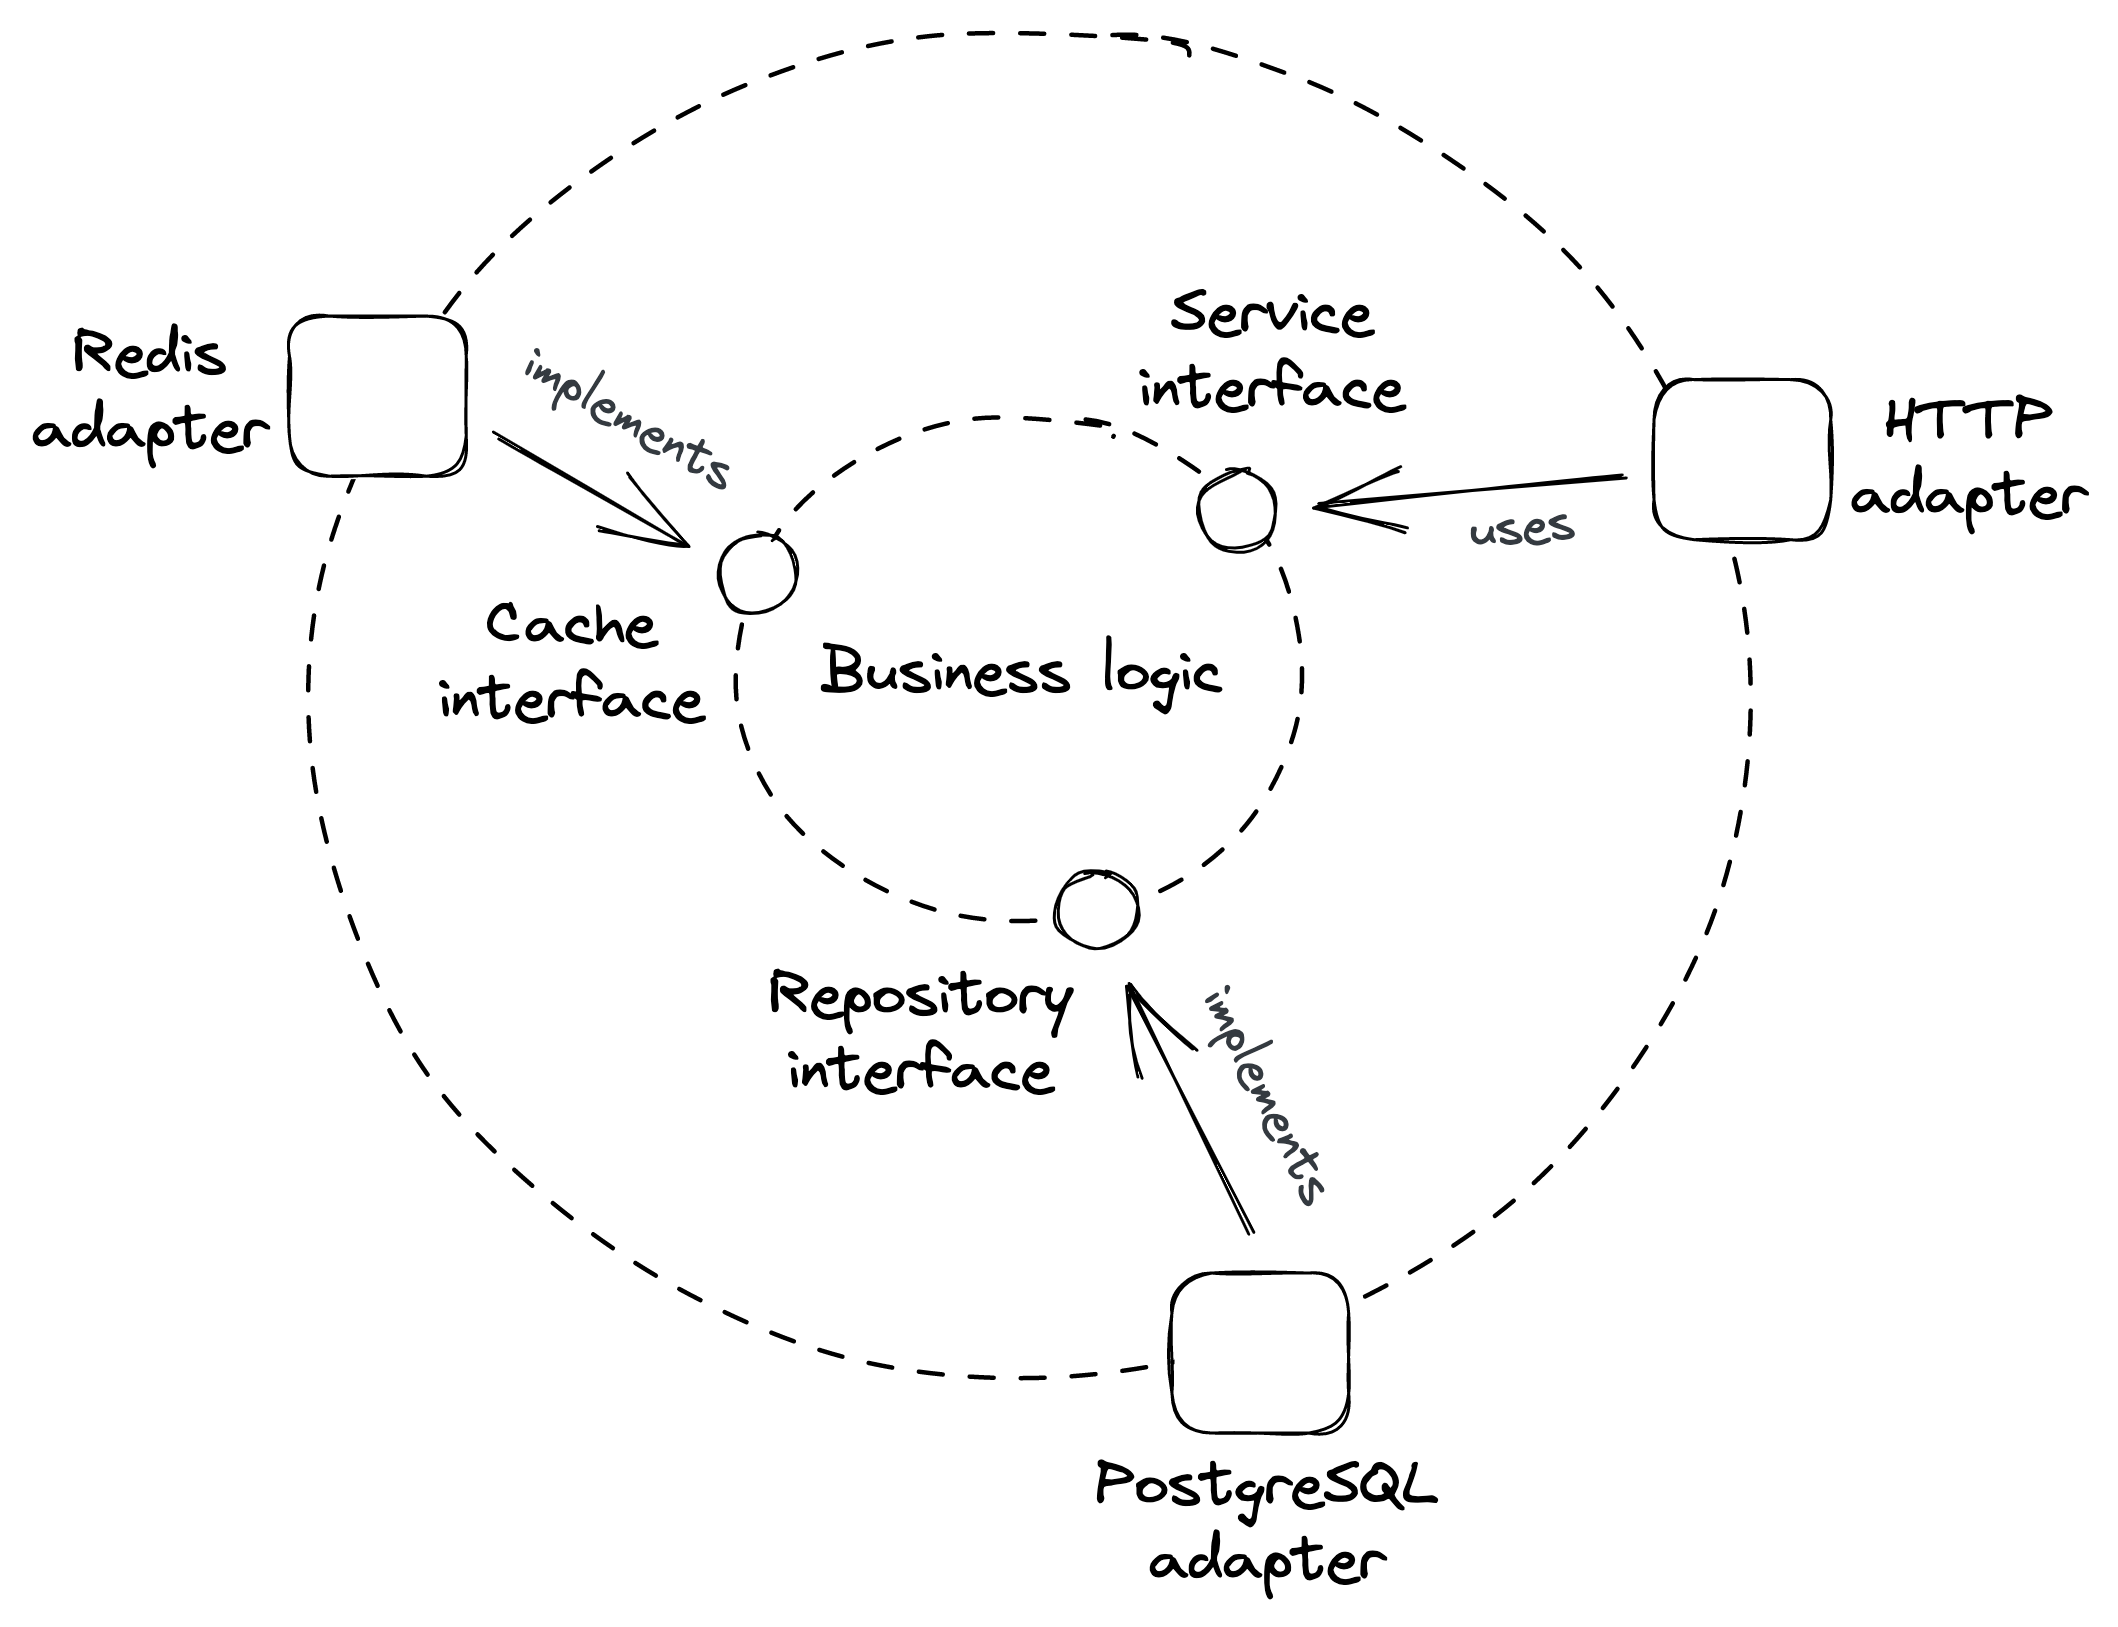 Redis
adapter
implements
Service
interface
HTTP
adapter
uses
Cache
interface
Business logic
Repository
interface
implements
PostgreSQL
adapter